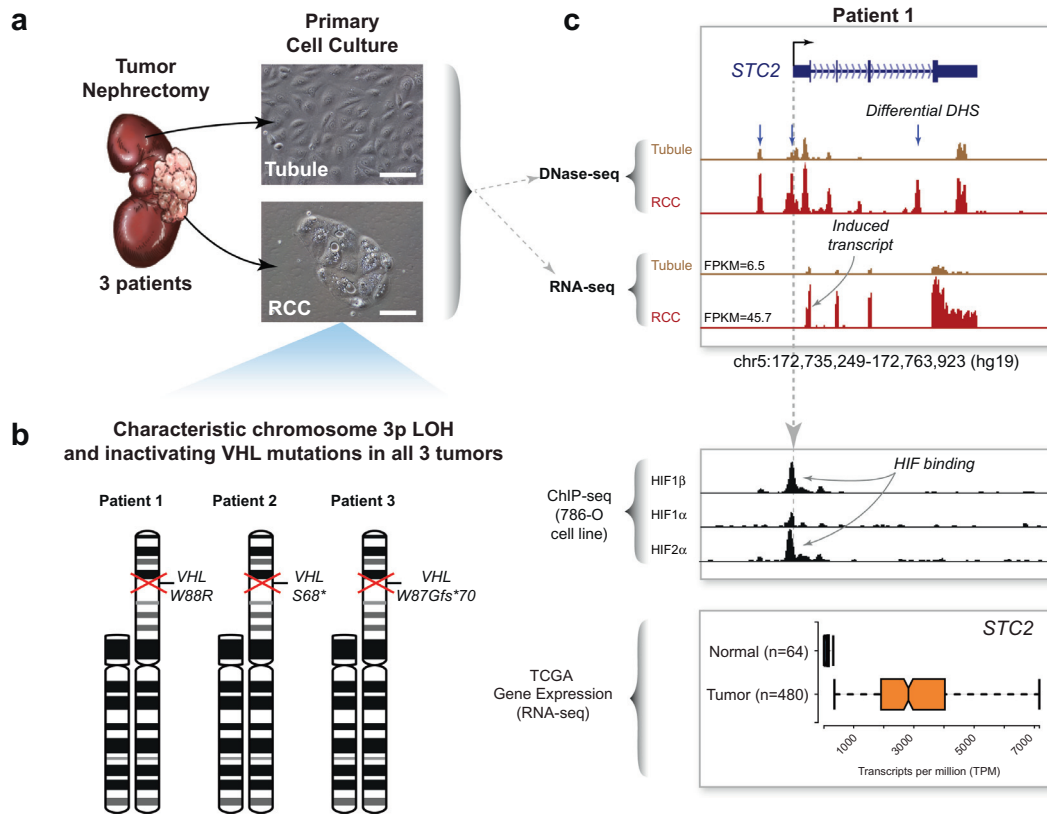 a
Primary
Cell Culture
Tumor
Nephrectomy
Tubule
RCC
3 patients
b
Characteristic chromosome 3p LOH
and inactivating VHL mutations in all 3 tumors
Patient 1
Patient 2
Patient 3
VHL
W88R
VHL
S68*
VHL
W87Gfs*70
c
Patient 1
STC2
Differential DHS
DNase-seq
Tubule
RCC
Induced
transcript
RNA-seq
Tubule
FPKM=6.5
RCC
FPKM=45.7
chr5:172,735,249-172,763,923 (hg19)
ChIP-seq
(786-O
cell line)
HIF1β
HIF1α
HIF2α
HIF binding
TCGA
Gene Expression
(RNA-seq)
STC2
Normal (n=64)
Tumor (n=480)
1000
3000
5000
7000
Transcripts per million (TPM)